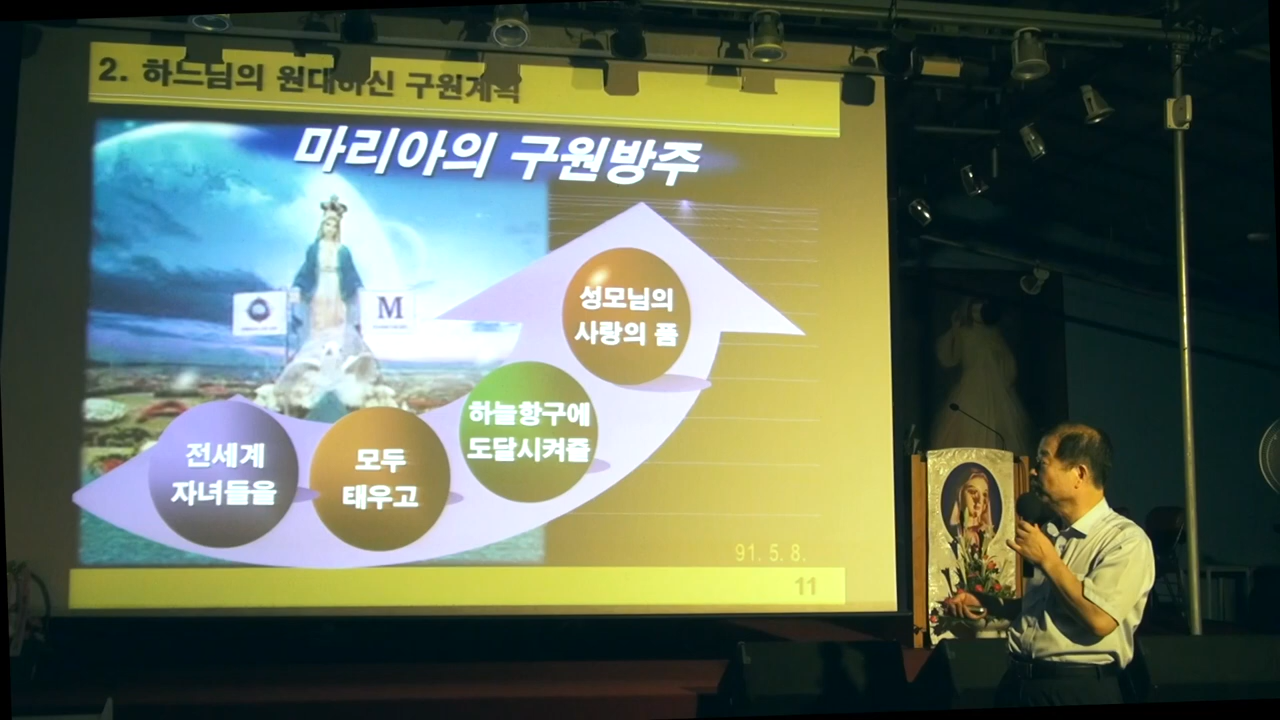 2. 하느님의 원대하신 구원계획
마리아의 구원방주
M
성모님의
사랑의 품
하늘항구에
도달시켜줄
전세계
자녀들을
모두
태우고
91. 5. 8.
11